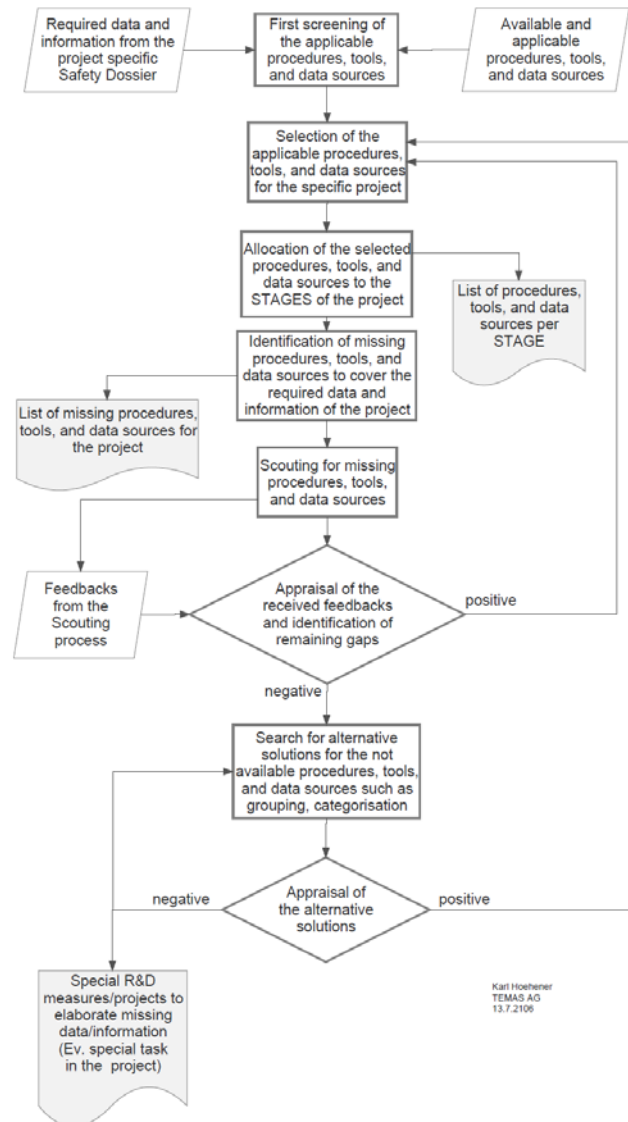 Required data and
information from the
project specific
Safety Dossier
First screening of
the applicable
procedures, tools,
and data sources
Available and
applicable
procedures, tools,
and data sources
Selection of the
applicable procedures,
tools, and data sources
for the specific project
Allocation of the selected
procedures, tools, and
data sources to the
STAGES of the project
List of procedures,
tools, and data
sources per
STAGE
Identification of missing
procedures, tools, and
data sources to cover the
required data and
information of the project
List of missing procedures,
tools, and data sources for
the project
Scouting for missing
procedures, tools,
and data sources
Feedbacks
from the
Scouting
process
Appraisal of the
received feedbacks
and identification of
remaining gaps
positive
negative
Search for alternative
solutions for the not
available procedures, tools,
and data sources such as
grouping, categorisation
negative
Appraisal of
the alternative
solutions
positive
Special R&D
measures/projects to
elaborate missing
data/information
(Ev. special task
in the project)
Karl Hoehener
TEMAS AG
13.7.2106